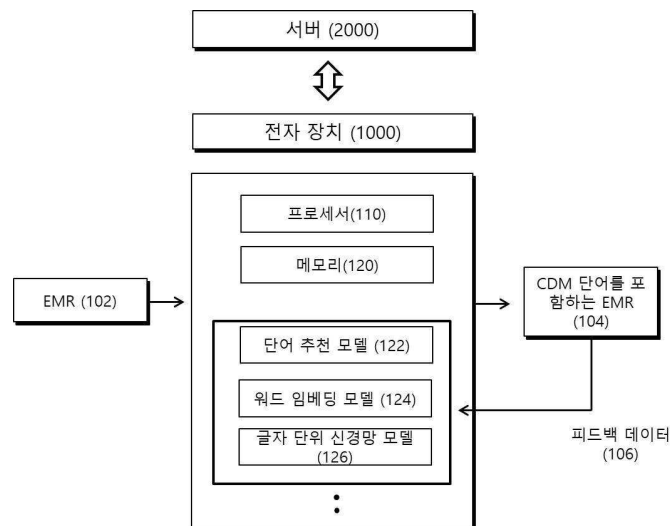 서버 (2000)
전자 장치 (1000)
프로세서(110)
메모리(120)
EMR (102)
CDM 단어를 포
함하는 EMR
(104)
단어 추천 모델 (122)
워드 임베딩 모델 (124)
글자 단위 신경망 모델
(126)
피드백 데이터
(106)